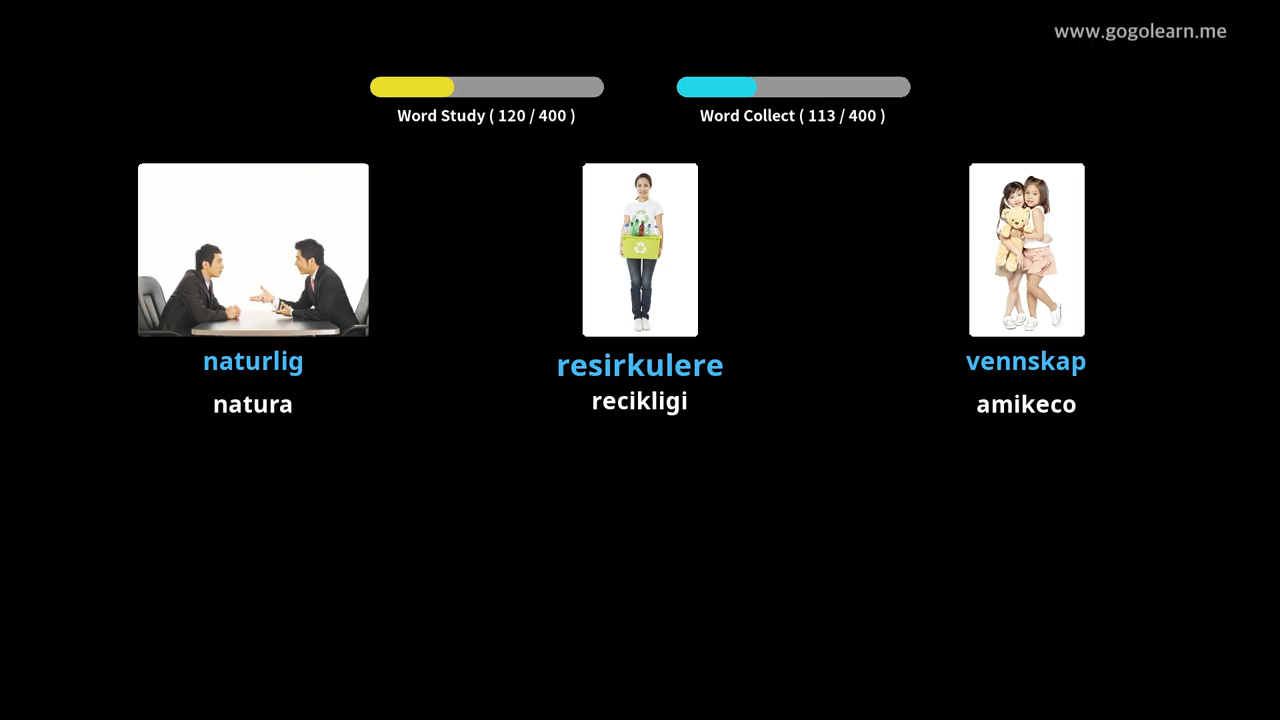 www.gogolearn.me
Word Study ( 120 / 400 )
Word Collect ( 113 / 400 )
naturlig
resirkulere
vennskap
natura
recikligi
amikeco